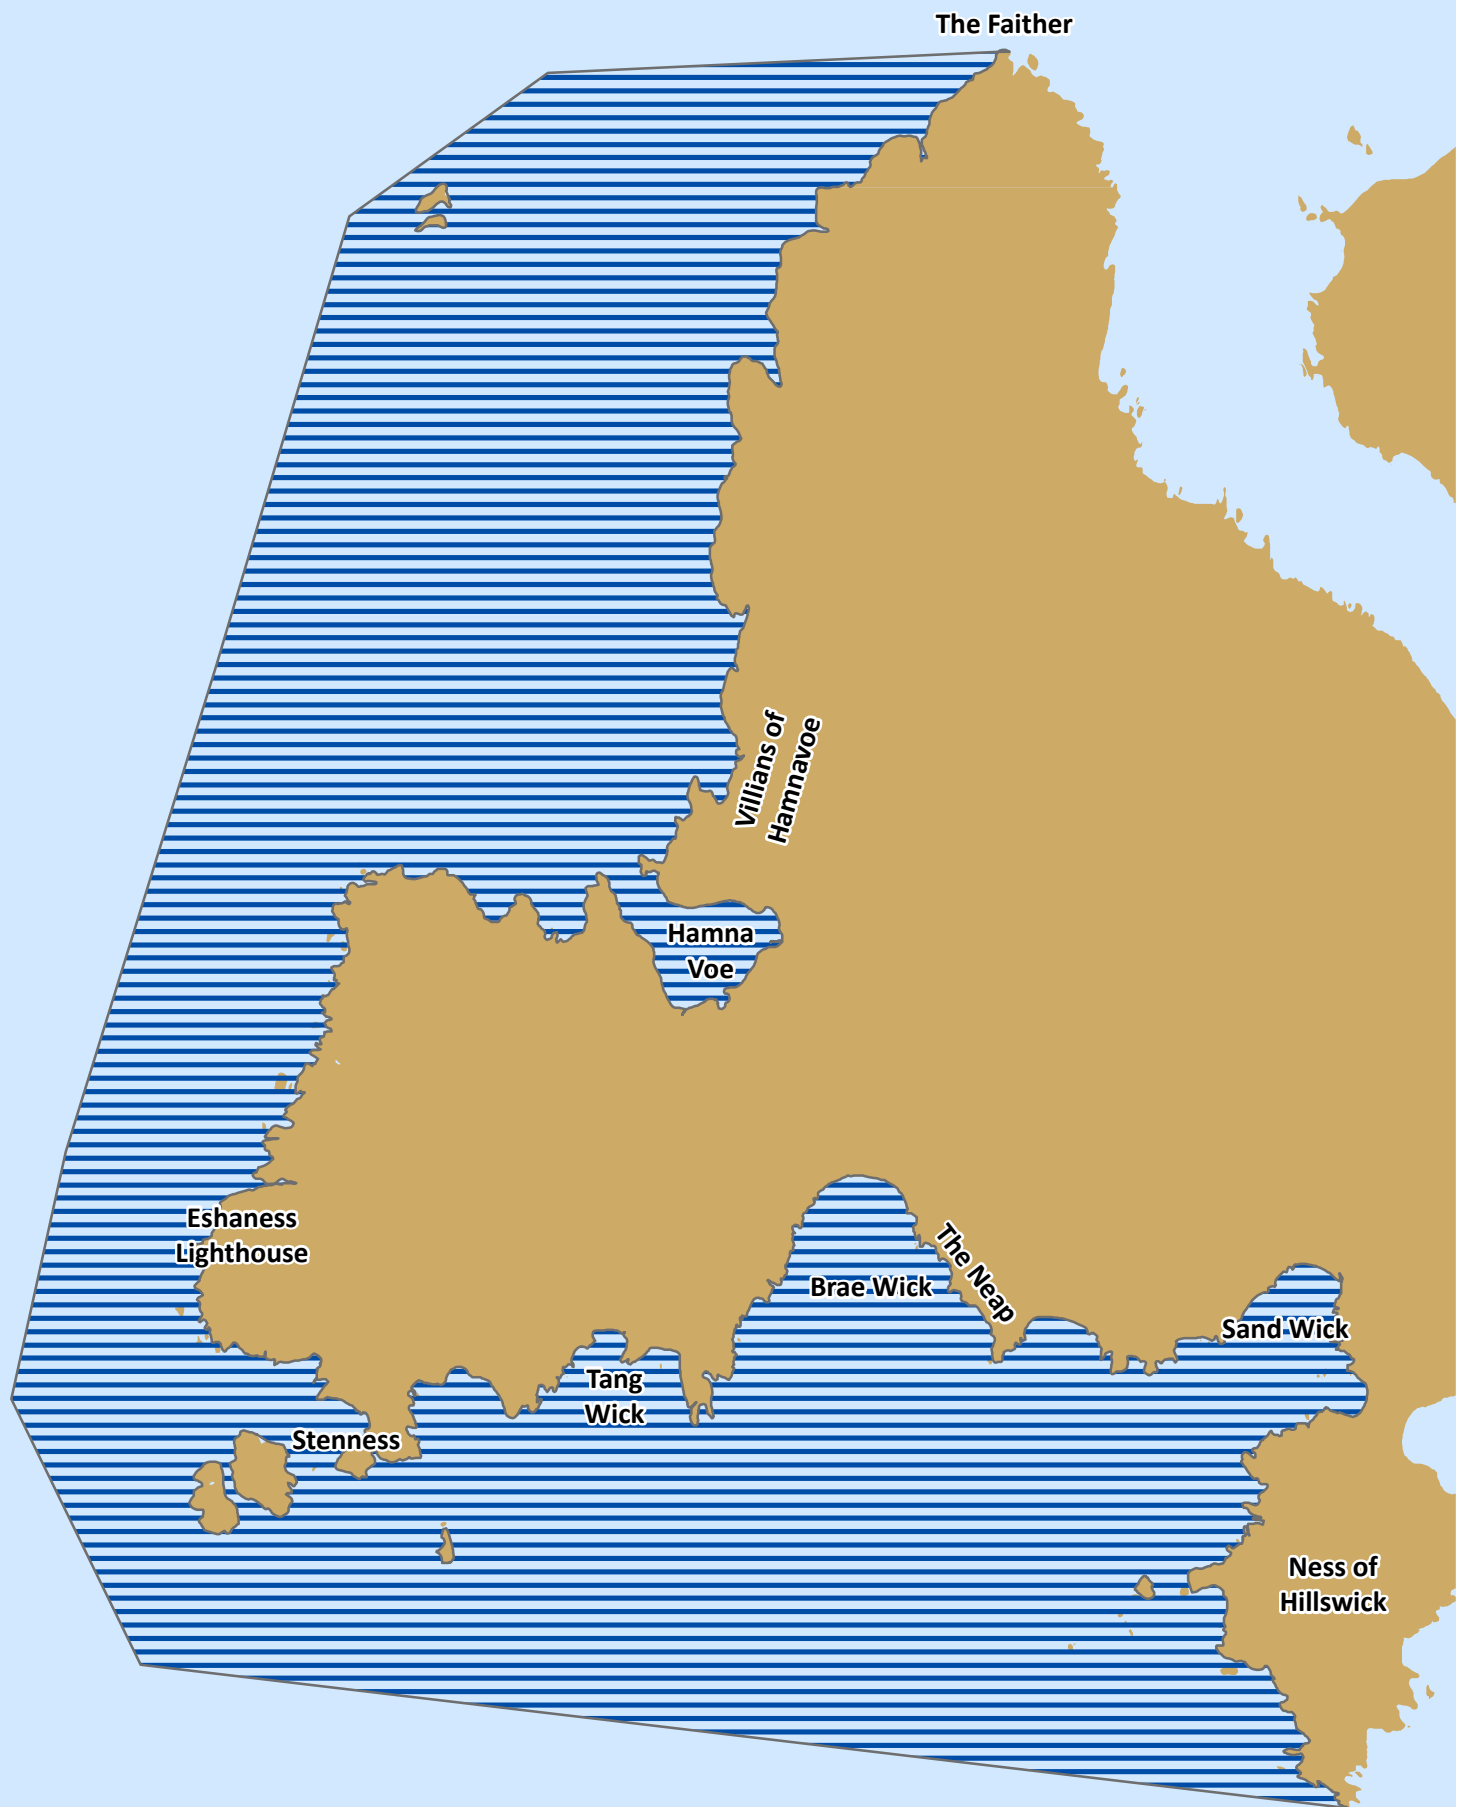 The Faither
Villians of
Hamnavoe
Hamna
Voe
Eshaness
Lighthouse
Brae Wick
The Neap
Sand Wick
Tang
Wick
Stenness
Ness of
Hillswick